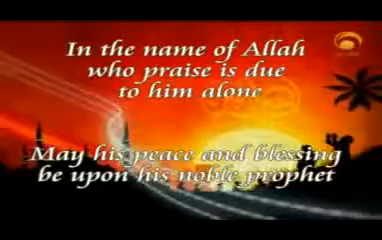 In the name of Allah
who praise is due
to him alone
May his peace and blessing
be upon his noble prophet